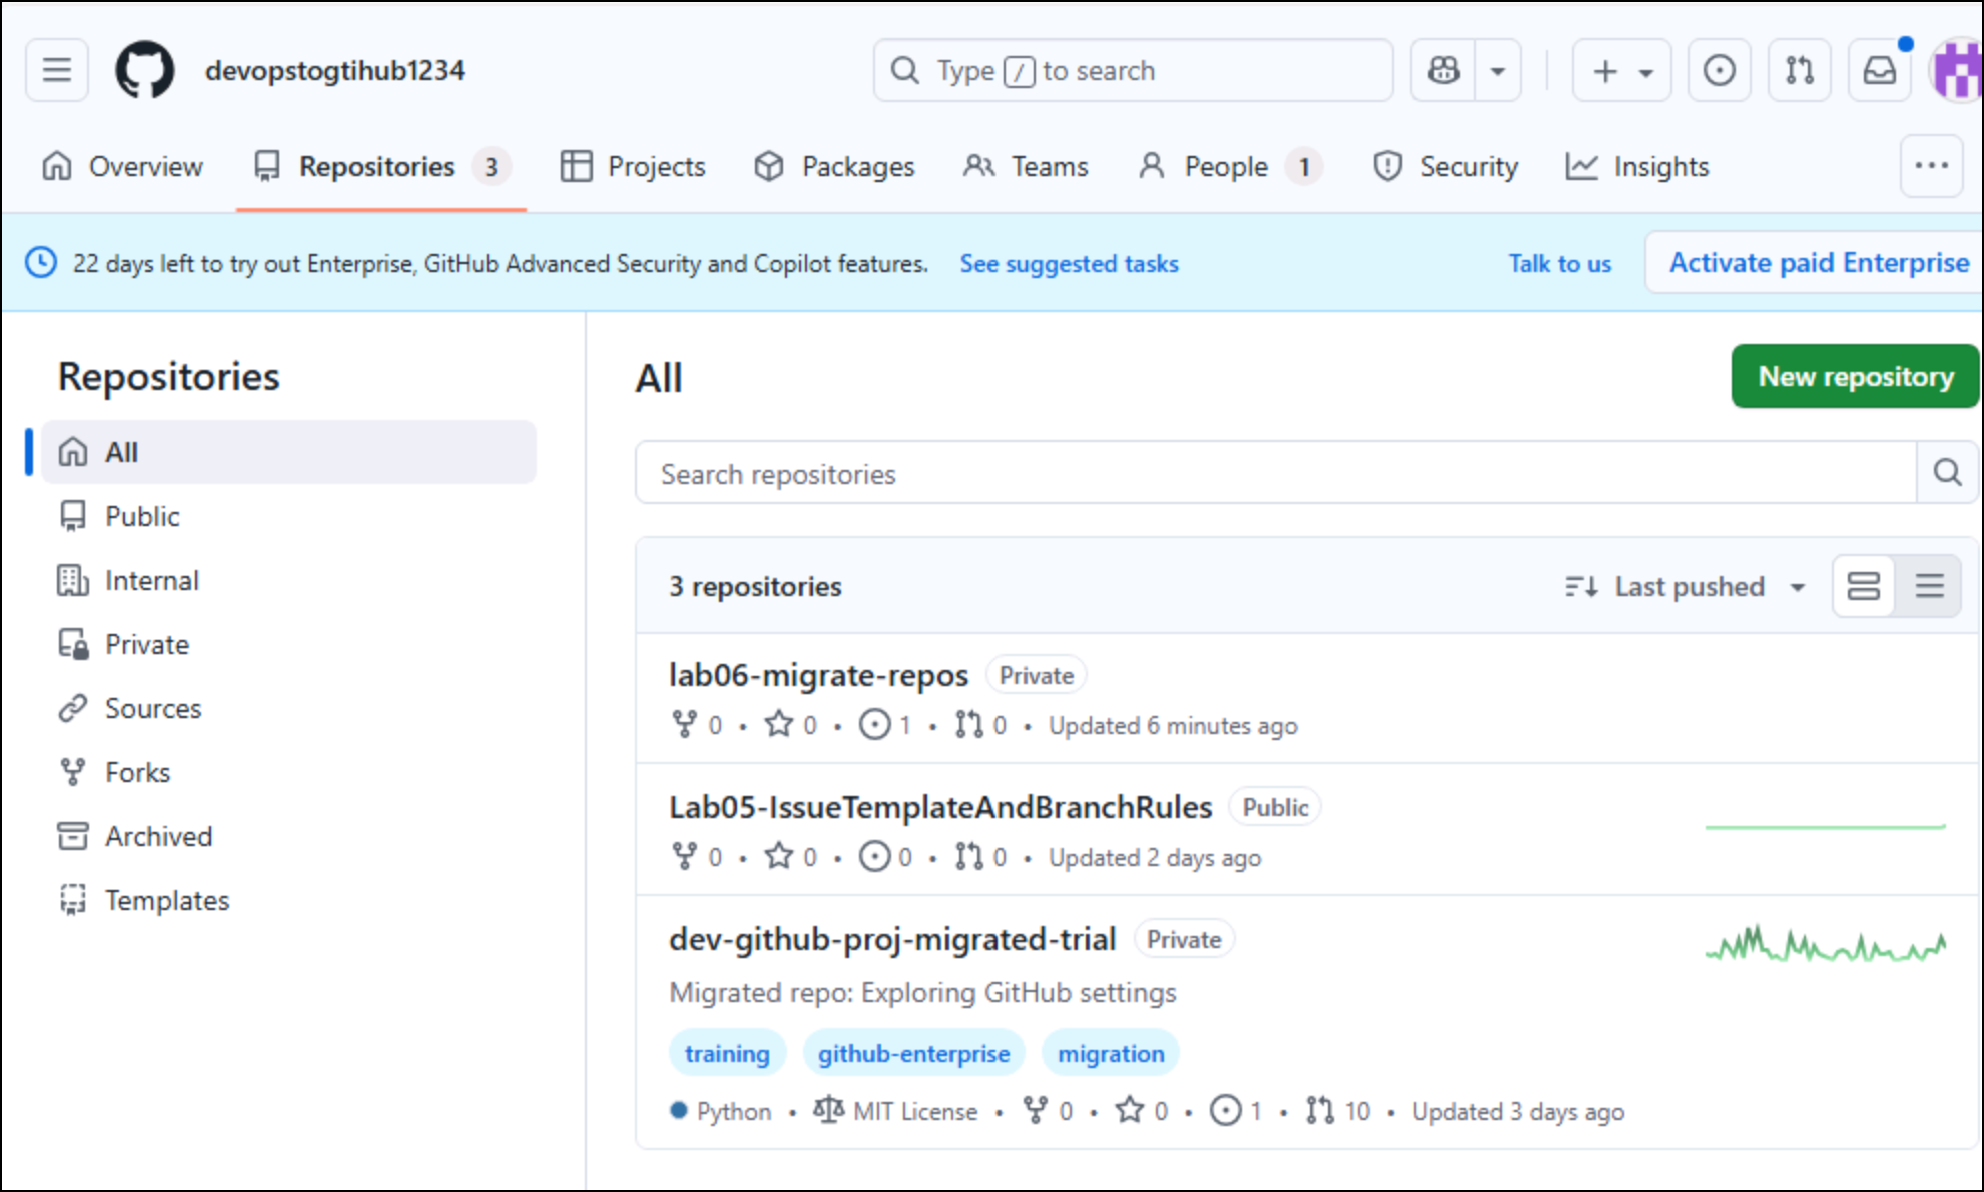 devopstogtihub1234
Type / to search
Overview
Repositories 3
Projects
Packages
Teams
People 1
Security
Insights
22 days left to try out Enterprise, GitHub Advanced Security and Copilot features.
See suggested tasks
Talk to us
Activate paid Enterprise
Repositories
All
Public
Internal
Private
Sources
Forks
Archived
Templates
All
New repository
Search repositories
3 repositories
Last pushed
lab06-migrate-repos Private
0 • 0 • 1 • 0 • Updated 6 minutes ago
Lab05-IssueTemplateAndBranchRules Public
0 • 0 • 0 • 0 • Updated 2 days ago
dev-github-proj-migrated-trial Private
Migrated repo: Exploring GitHub settings
training github-enterprise migration
Python • MIT License • 0 • 0 • 1 • 10 • Updated 3 days ago